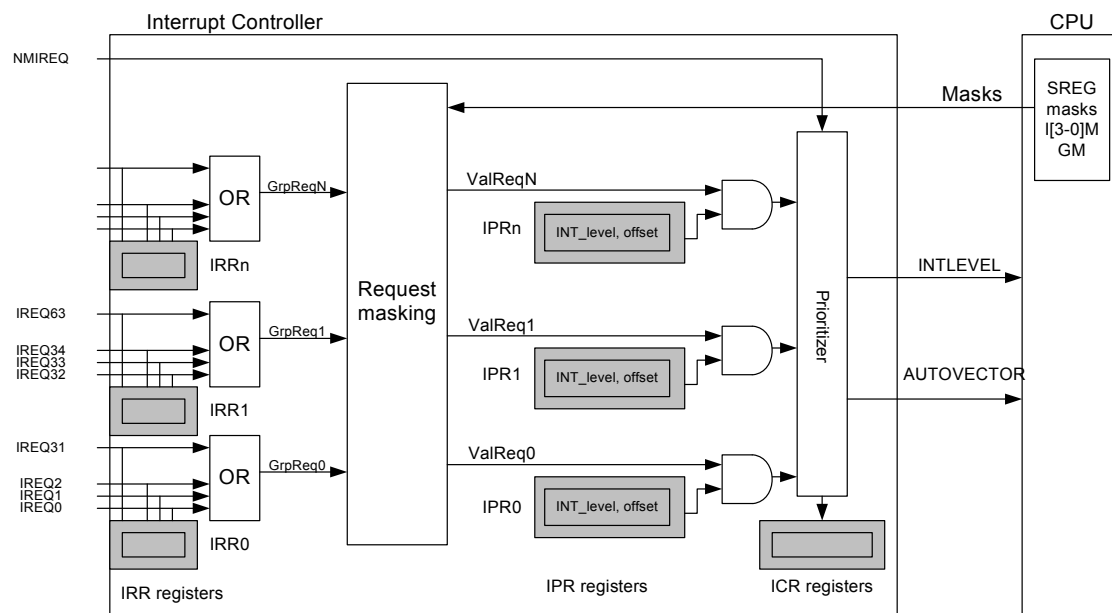 Interrupt Controller
CPU
NMIREQ
Masks
SREG
masks
I[3-0]M
GM
OR
GrpReqN
ValReqN
IPRn
INT_level, offset
IRRn
INTLEVEL
Request
masking
Prioritizer
IREQ63
OR
GrpReq1
ValReq1
IREQ34
IREQ33
IREQ32
IPR1
INT_level, offset
AUTOVECTOR
IRR1
IREQ31
OR
GrpReq0
ValReq0
IREQ2
IREQ1
IREQ0
IPR0
INT_level, offset
IRR0
IRR registers
IPR registers
ICR registers